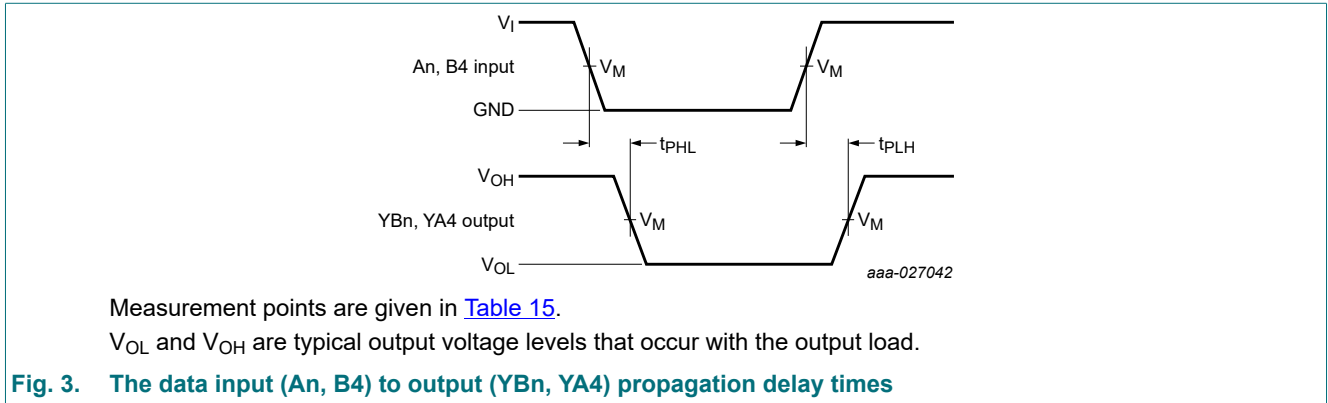 VI
An, B4 input
VM
VM
GND
tPHL
tPLH
VOH
YBn, YA4 output
VM
VM
VOL
aaa-027042
Measurement points are given in Table 15.
VOL and VOH are typical output voltage levels that occur with the output load.
Fig. 3. The data input (An, B4) to output (YBn, YA4) propagation delay times